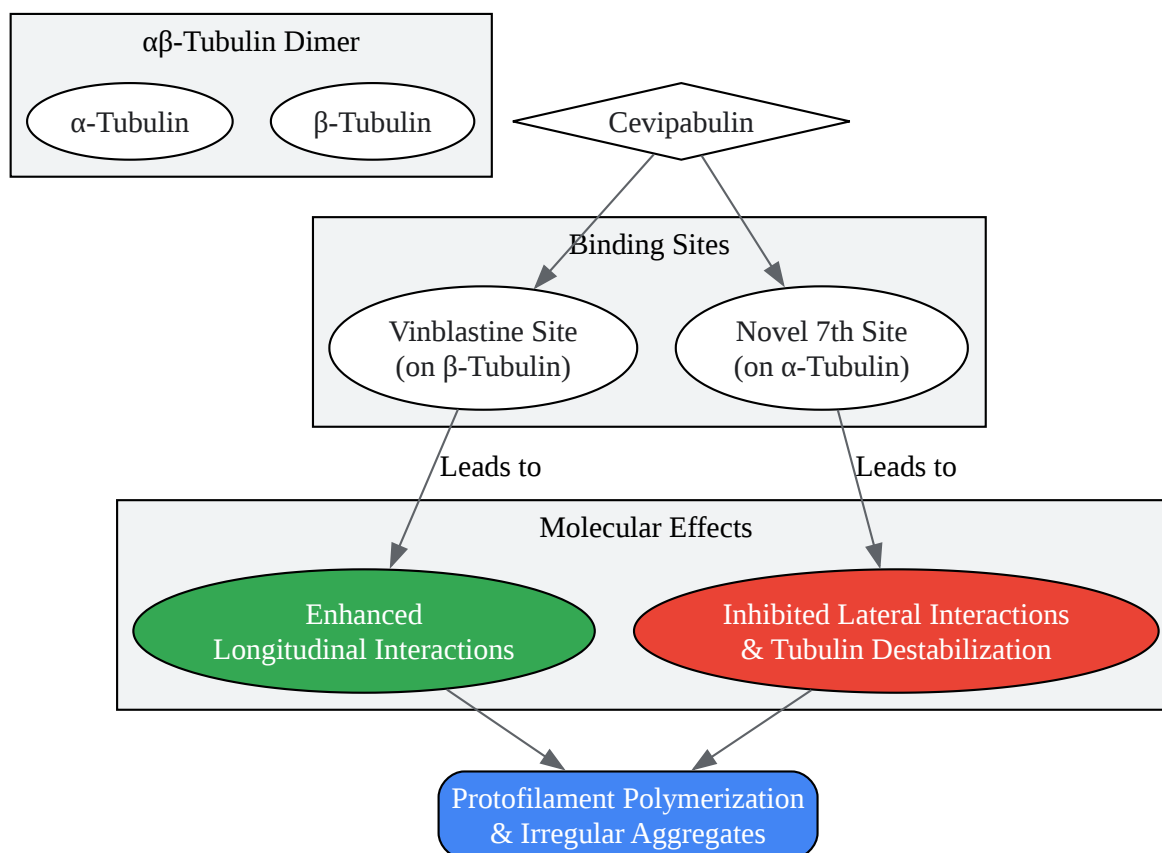 αβ-Tubulin Dimer
α-Tubulin
β-Tubulin
Cevipabulin
Binding Sites
Vinblastine Site
(on β-Tubulin)
Novel 7th Site
(on α-Tubulin)
Leads to
Leads to
Molecular Effects
Enhanced
Longitudinal Interactions
Inhibited Lateral Interactions
& Tubulin Destabilization
Protofilament Polymerization
& Irregular Aggregates